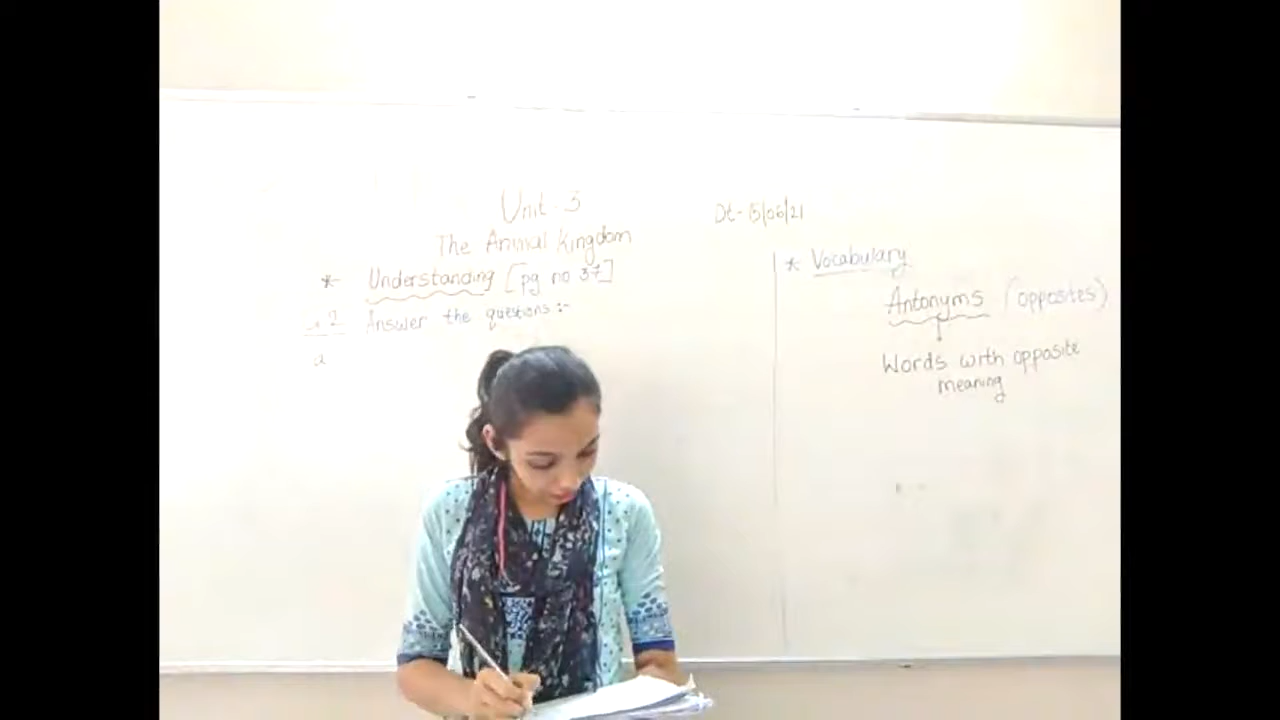 Unit-3
The Animal Kingdom
* Understanding [pg no 37]
2 Answer the questions:-
a
Dt-15/06/21
* Vocabulary
Antonyms (opposites)
Words with opposite
meaning